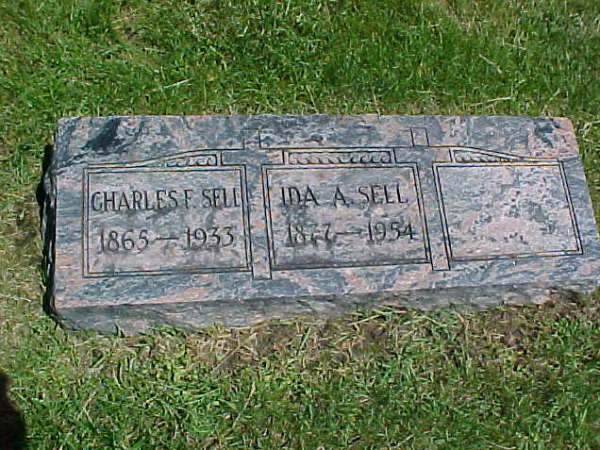 CHARLES F. SELL
1865 — 1933
IDA A. SELL
1877 — 1954